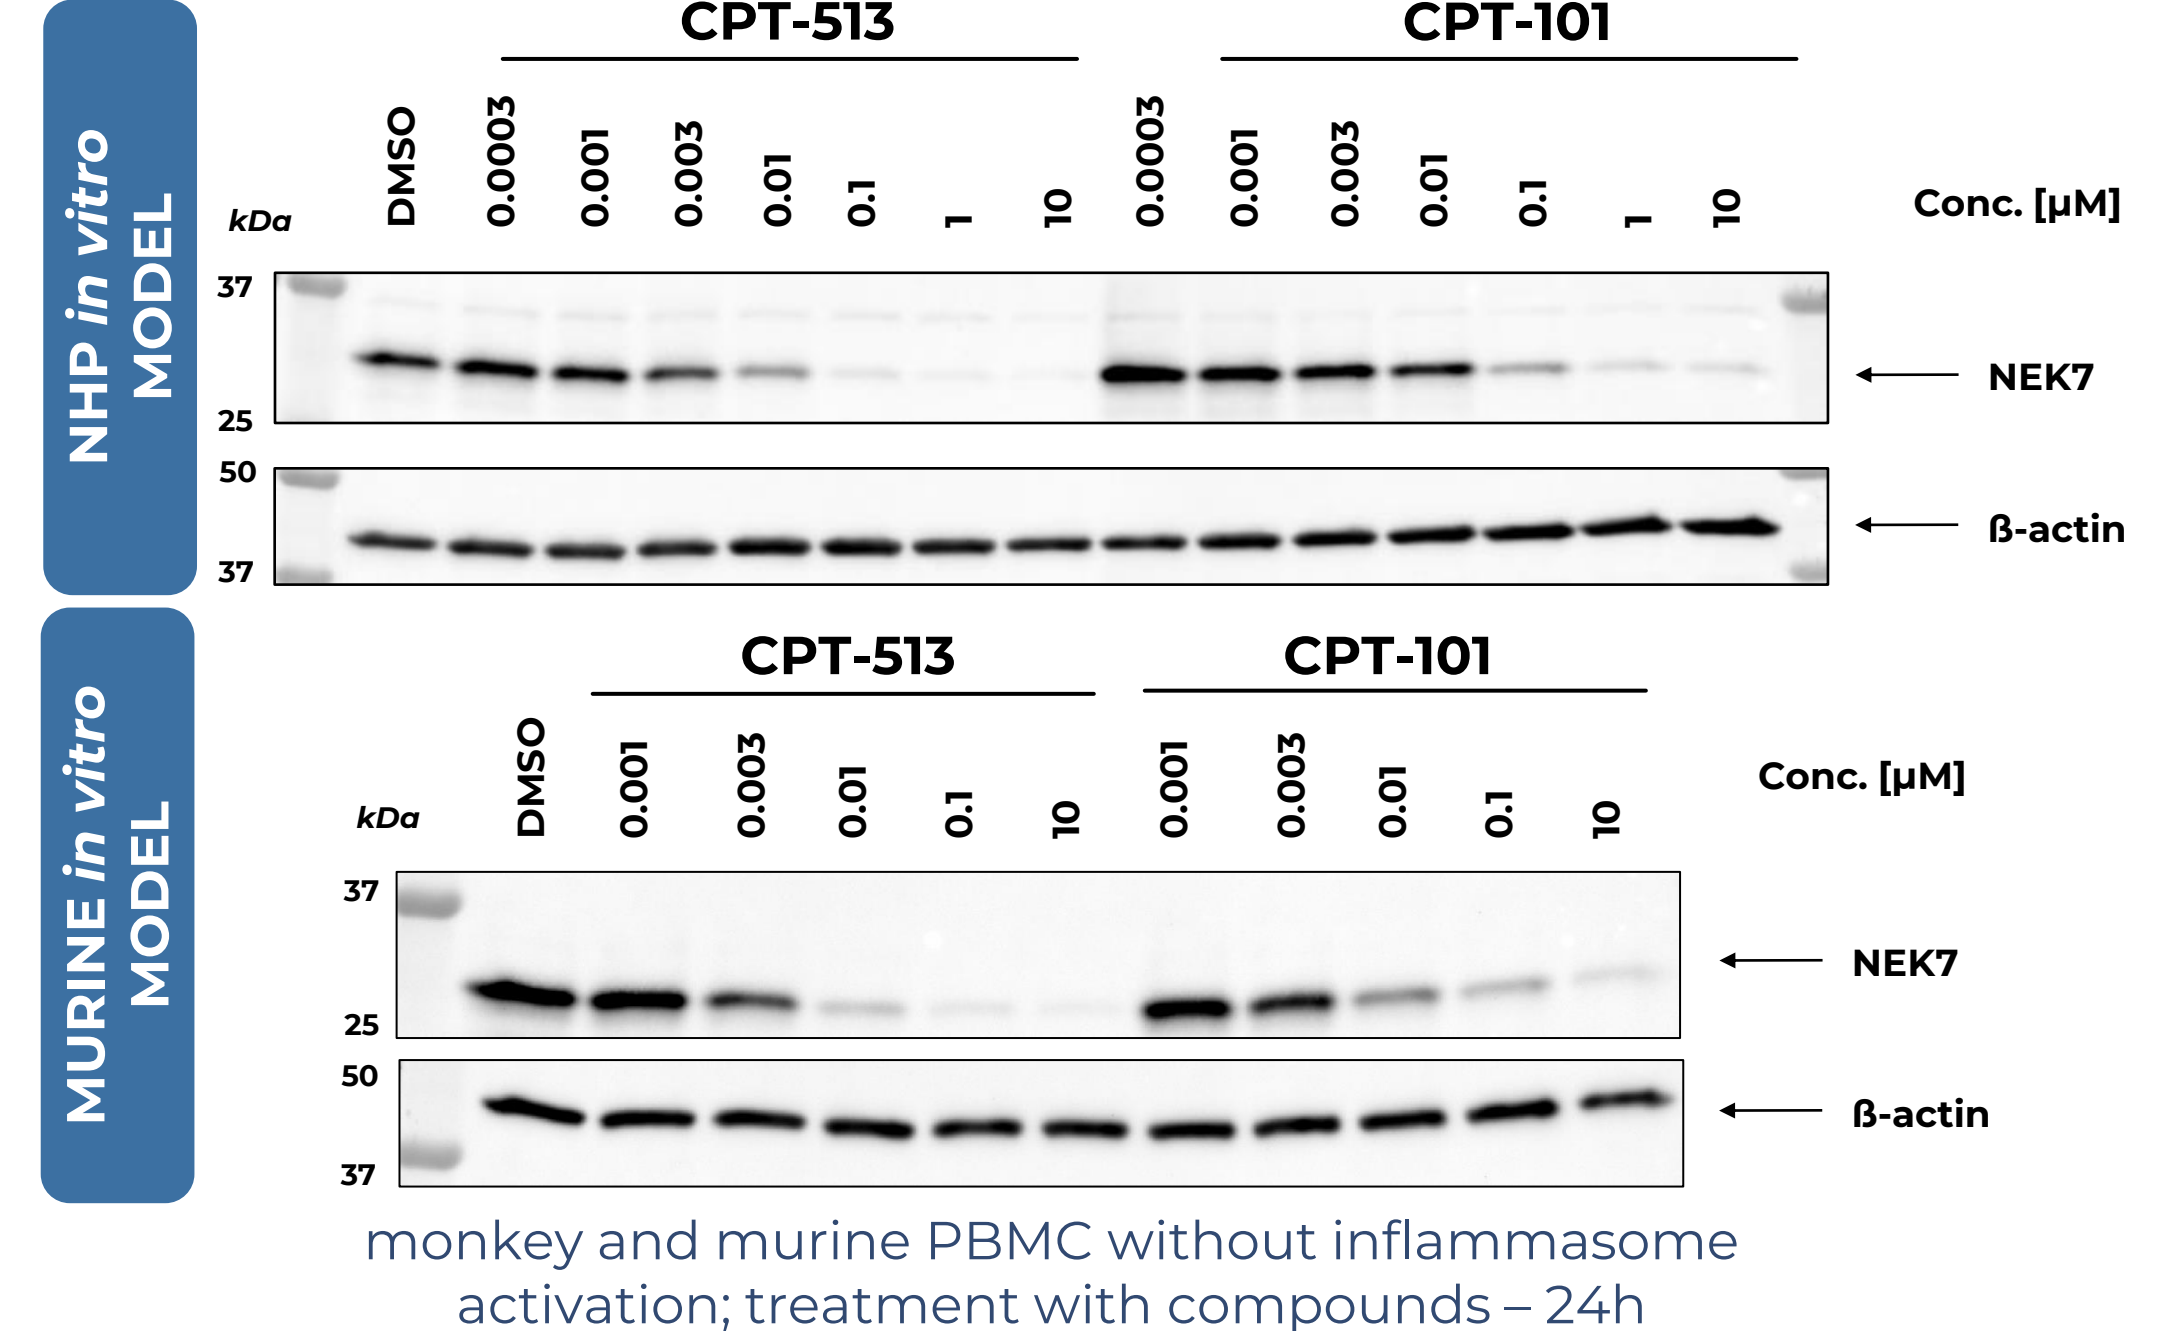 NHP in vitro
MODEL
CPT-513
CPT-101
kDa
DMSO
0.0003
0.001
0.003
0.01
0.1
1
10
0.0003
0.001
0.003
0.01
0.1
1
10
Conc. [µM]
37
NEK7
25
50
ß-actin
37
MURINE in vitro
MODEL
CPT-513
CPT-101
kDa
DMSO
0.001
0.003
0.01
0.1
10
0.001
0.003
0.01
0.1
10
Conc. [µM]
37
NEK7
25
50
ß-actin
37
monkey and murine PBMC without inflammasome
activation; treatment with compounds – 24h